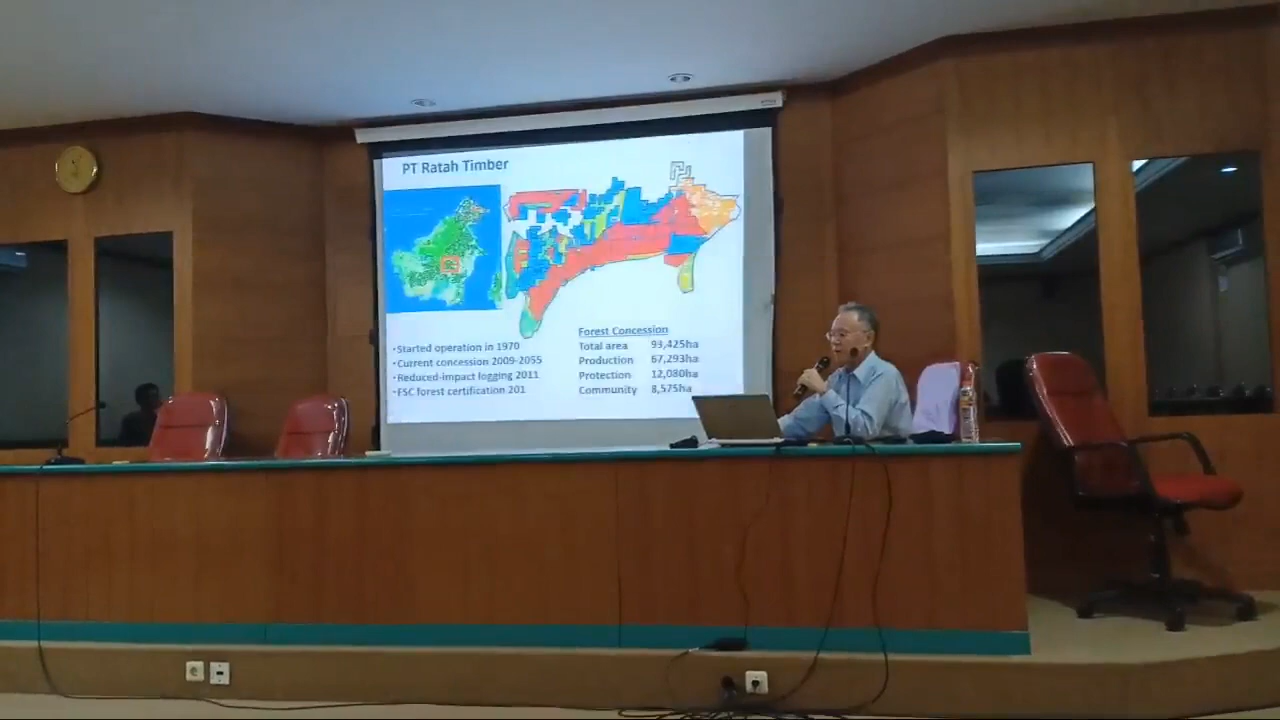 PT Ratah Timber
•Started operation in 1970
•Current concession 2009-2055
•Reduced-impact logging 2011
•FSC forest certification 201
Forest Concession
Total area 93,425ha
Production 67,293ha
Protection 12,080ha
Community 8,575ha